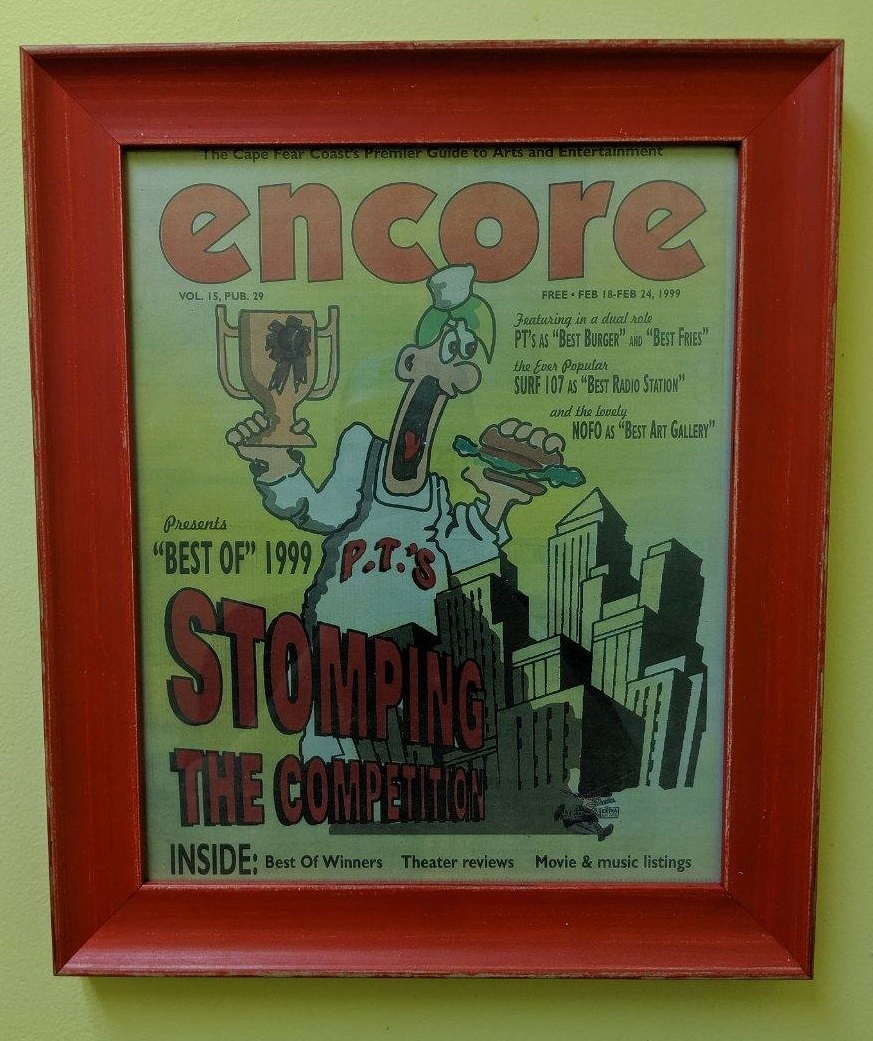 The Cape Fear Coast's Premier Guide to Arts and Entertainment
encore
VOL. 15, PUB. 29
FREE • FEB 18-FEB 24, 1999
Featuring in a dual role
PT'S AS "BEST BURGER" AND "BEST FRIES"
the Ever Popular
SURF 107 AS "BEST RADIO STATION"
and the lovely
NOFO AS "BEST ART GALLERY"
Presents
"BEST OF" 1999
P.T.'S
STOMPING
THE COMPETITION
INSIDE: Best Of Winners Theater reviews Movie & music listings